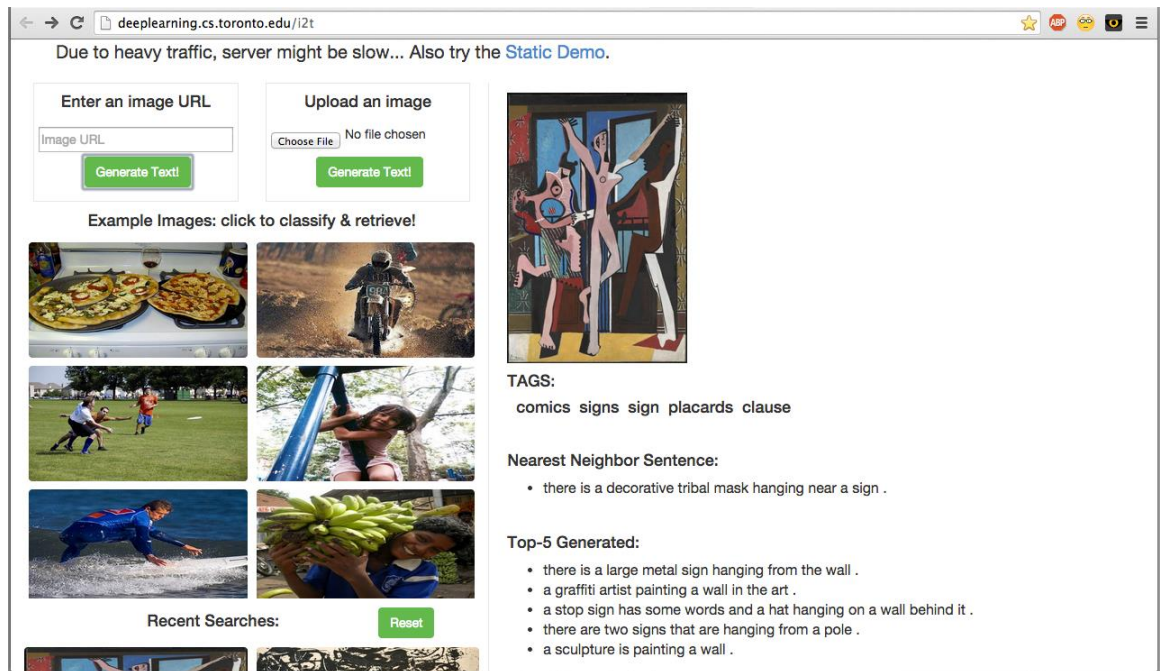 deeplearning.cs.toronto.edu/i2t
ABP
Due to heavy traffic, server might be slow... Also try the Static Demo.
Enter an image URL
Image URL
Generate Text!
Upload an image
Choose File No file chosen
Generate Text!
Example Images: click to classify & retrieve!
98
Recent Searches:
Reset
TAGS:
comics signs sign placards clause
Nearest Neighbor Sentence:
• there is a decorative tribal mask hanging near a sign .
Top-5 Generated:
• there is a large metal sign hanging from the wall .
• a graffiti artist painting a wall in the art .
• a stop sign has some words and a hat hanging on a wall behind it .
• there are two signs that are hanging from a pole .
• a sculpture is painting a wall .